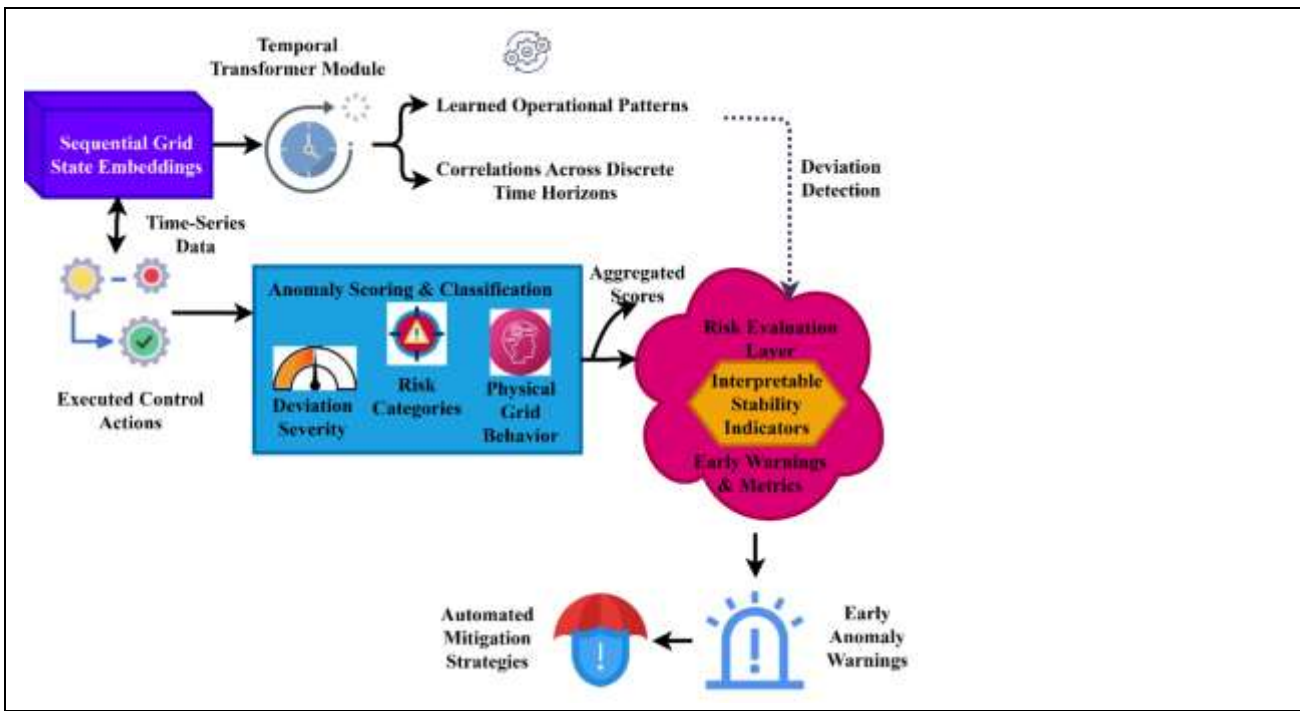 Temporal
Transformer Module
Sequential Grid
State Embeddings
Learned Operational Patterns
Correlations Across Discrete
Time Horizons
Deviation
Detection
Time-Series
Data
Executed Control
Actions
Anomaly Scoring & Classification
Deviation
Severity
Risk
Categories
Physical
Grid
Behavior
Aggregated
Scores
Risk Evaluation
Layer
Interpretable
Stability
Indicators
Early Warnings
& Metrics
Early
Anomaly
Warnings
Automated
Mitigation
Strategies